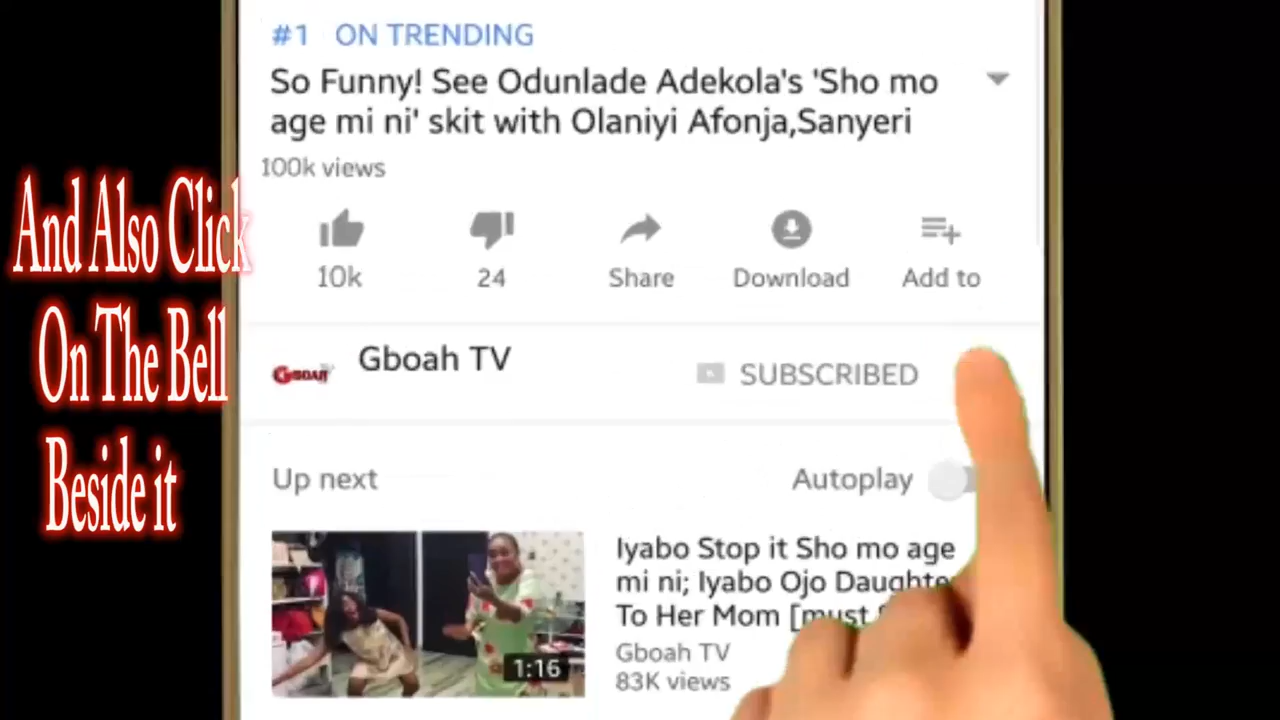 #1 ON TRENDING
So Funny! See Odunlade Adekola's 'Sho mo
age mi ni' skit with Olaniyi Afonja,Sanyeri
100k views
10k
24
Share
Download
Add to
And Also Click
On The Bell
Beside it
GBOAH
Gboah TV
SUBSCRIBED
Up next
Autoplay
1:16
Iyabo Stop it Sho mo age
mi ni; Iyabo Ojo Daughter
To Her Mom [must
Gboah TV
83K views